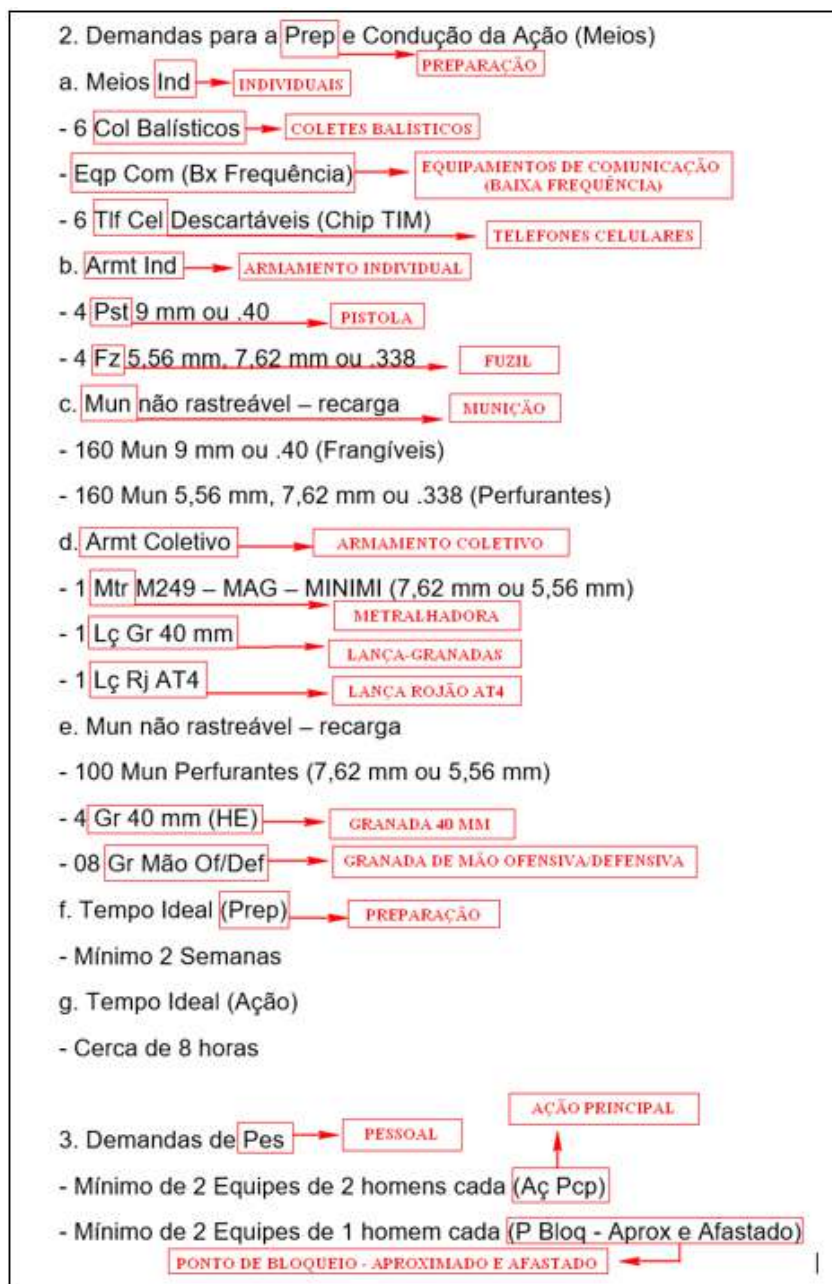 2. Demandas para a Prep e Condução da Ação (Meios)
PREPARAÇÃO
a. Meios Ind INDIVIDUAIS
- 6 Col Balísticos COLETES BALÍSTICOS
- Eqp Com (Bx Frequência) EQUIPAMENTOS DE COMUNICAÇÃO
(BAIXA FREQUÊNCIA)
- 6 Tlf Cel Descartáveis (Chip TIM)
TELEFONES CELULARES
b. Armt Ind ARMAMENTO INDIVIDUAL
- 4 Pst 9 mm ou .40 PISTOLA
- 4 Fz 5,56 mm, 7,62 mm ou .338 FUZIL
c. Mun não rastreável – recarga MUNIÇÃO
- 160 Mun 9 mm ou .40 (Frangíveis)
- 160 Mun 5,56 mm, 7,62 mm ou .338 (Perfurantes)
d. Armt Coletivo ARMAMENTO COLETIVO
- 1 Mtr M249 – MAG – MINIMI (7,62 mm ou 5,56 mm)
METRALHADORA
- 1 Lç Gr 40 mm LANÇA-GRANADAS
- 1 Lç Rj AT4 LANÇA ROJÃO AT4
e. Mun não rastreável – recarga
- 100 Mun Perfurantes (7,62 mm ou 5,56 mm)
- 4 Gr 40 mm (HE) GRANADA 40 MM
- 08 Gr Mão Of/Def GRANADA DE MÃO OFENSIVA/DEFENSIVA
f. Tempo Ideal (Prep) PREPARAÇÃO
- Mínimo 2 Semanas
g. Tempo Ideal (Ação)
- Cerca de 8 horas
AÇÃO PRINCIPAL
3. Demandas de Pes PESSOAL
- Mínimo de 2 Equipes de 2 homens cada (Aç Pcp)
- Mínimo de 2 Equipes de 1 homem cada (P Bloq - Aprox e Afastado)
PONTO DE BLOQUEIO - APROXIMADO E AFASTADO